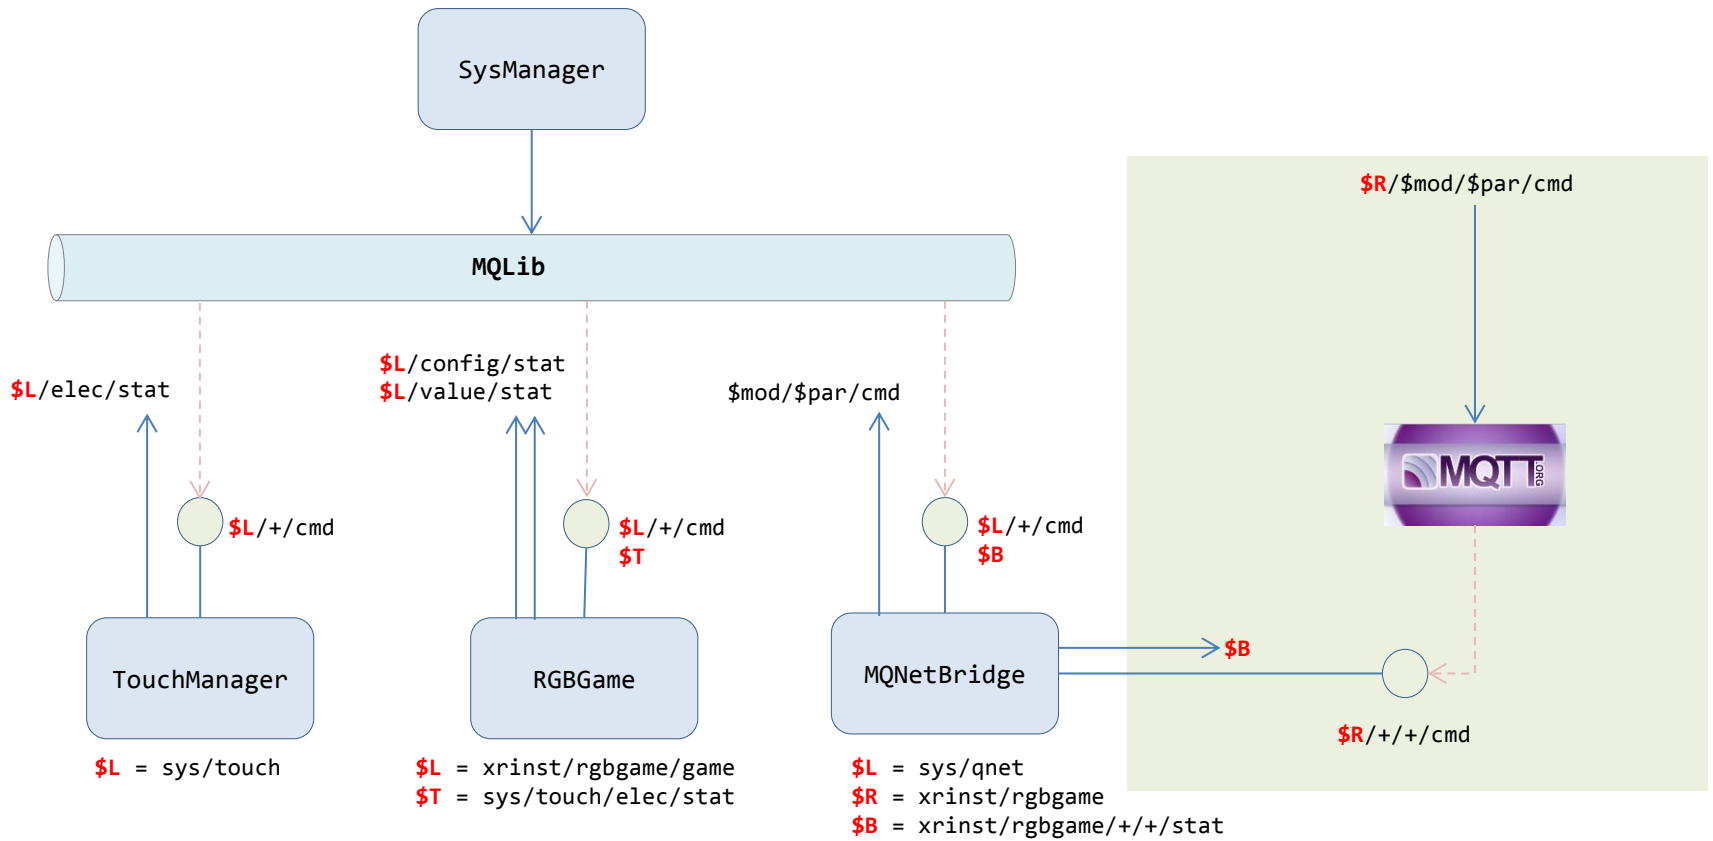 SysManager
$R/$mod/$par/cmd
MQLib
$L/config/stat
$L/value/stat
$L/elec/stat
$mod/$par/cmd
MQTT.ORG
$L/+/cmd
$L/+/cmd
$T
$L/+/cmd
$B
$B
TouchManager
RGBGame
MQNetBridge
$R/+/+/cmd
$L = sys/touch
$L = xrinst/rgbgame/game
$T = sys/touch/elec/stat
$L = sys/qnet
$R = xrinst/rgbgame
$B = xrinst/rgbgame/+/+/stat